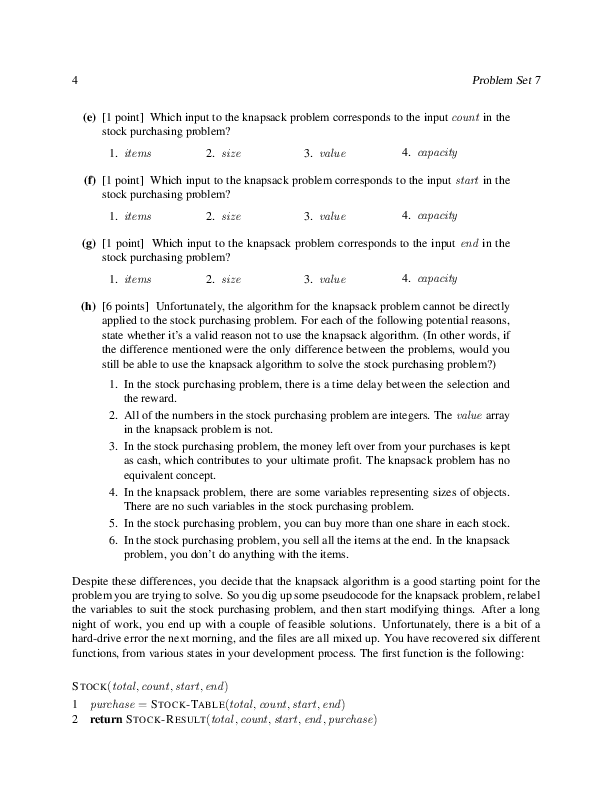 4 Problem Set 7
(e) [1 point] Which input to the knapsack problem corresponds to the input count in the
stock purchasing problem?
1. items 2. size 3. value 4. capacity
(f) [1 point] Which input to the knapsack problem corresponds to the input start in the
stock purchasing problem?
1. items 2. size 3. value 4. capacity
(g) [1 point] Which input to the knapsack problem corresponds to the input end in the
stock purchasing problem?
1. items 2. size 3. value 4. capacity
(h) [6 points] Unfortunately, the algorithm for the knapsack problem cannot be directly
applied to the stock purchasing problem. For each of the following potential reasons,
state whether it's a valid reason not to use the knapsack algorithm. (In other words, if
the difference mentioned were the only difference between the problems, would you
still be able to use the knapsack algorithm to solve the stock purchasing problem?)
1. In the stock purchasing problem, there is a time delay between the selection and
the reward.
2. All of the numbers in the stock purchasing problem are integers. The value array
in the knapsack problem is not.
3. In the stock purchasing problem, the money left over from your purchases is kept
as cash, which contributes to your ultimate profit. The knapsack problem has no
equivalent concept.
4. In the knapsack problem, there are some variables representing sizes of objects.
There are no such variables in the stock purchasing problem.
5. In the stock purchasing problem, you can buy more than one share in each stock.
6. In the stock purchasing problem, you sell all the items at the end. In the knapsack
problem, you don't do anything with the items.
Despite these differences, you decide that the knapsack algorithm is a good starting point for the
problem you are trying to solve. So you dig up some pseudocode for the knapsack problem, relabel
the variables to suit the stock purchasing problem, and then start modifying things. After a long
night of work, you end up with a couple of feasible solutions. Unfortunately, there is a bit of a
hard-drive error the next morning, and the files are all mixed up. You have recovered six different
functions, from various states in your development process. The first function is the following:
STOCK(total, count, start, end)
1 purchase = STOCK-TABLE(total, count, start, end)
2 return STOCK-RESULT(total, count, start, end, purchase)